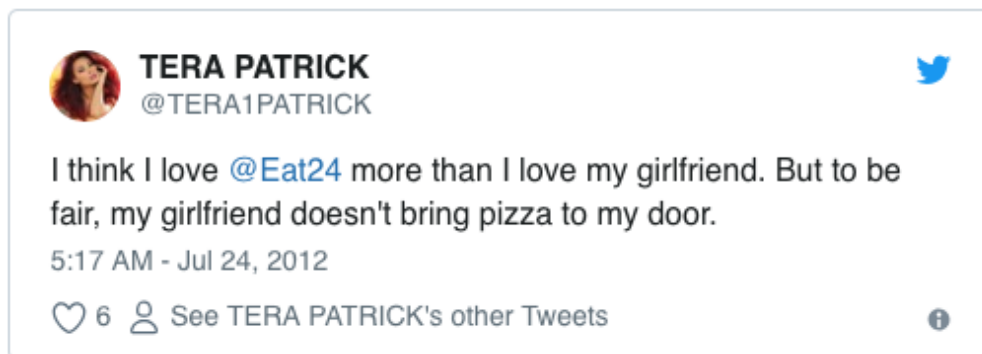 TERA PATRICK
@TERA1PATRICK
I think I love @Eat24 more than I love my girlfriend. But to be
fair, my girlfriend doesn't bring pizza to my door.
5:17 AM - Jul 24, 2012
6 See TERA PATRICK's other Tweets